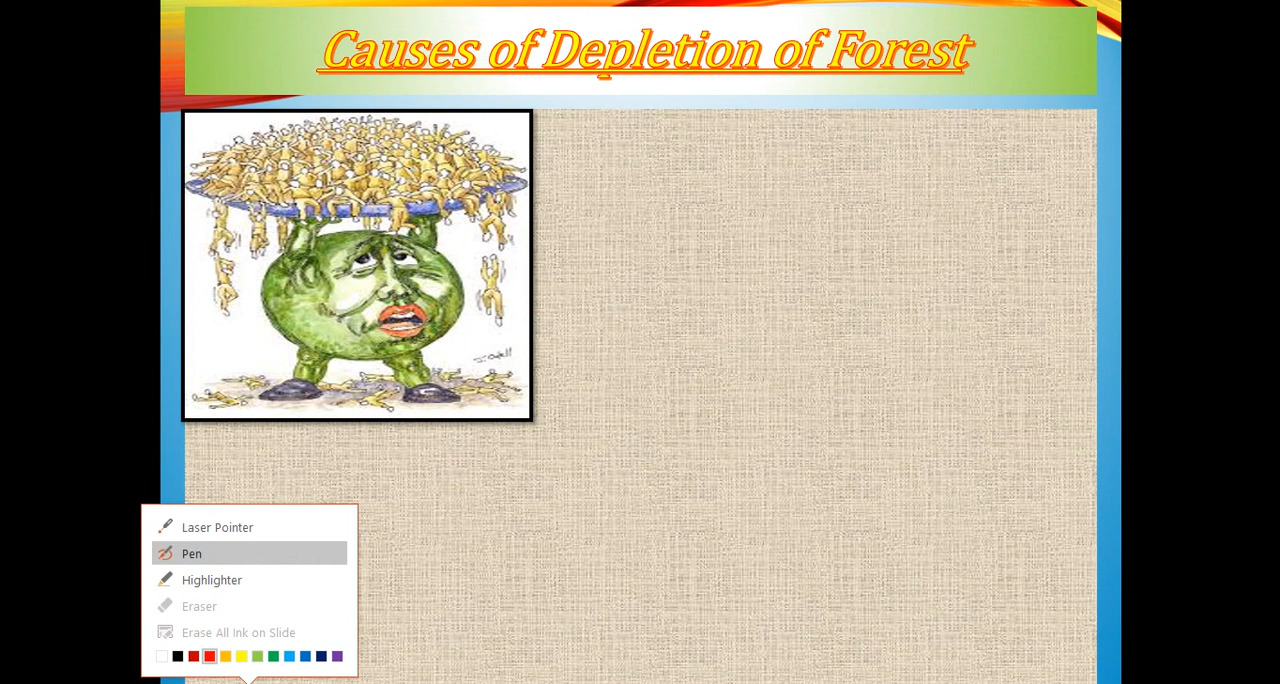 Causes of Depletion of Forest
Laser Pointer
Pen
Highlighter
Eraser
Erase All Ink on Slide